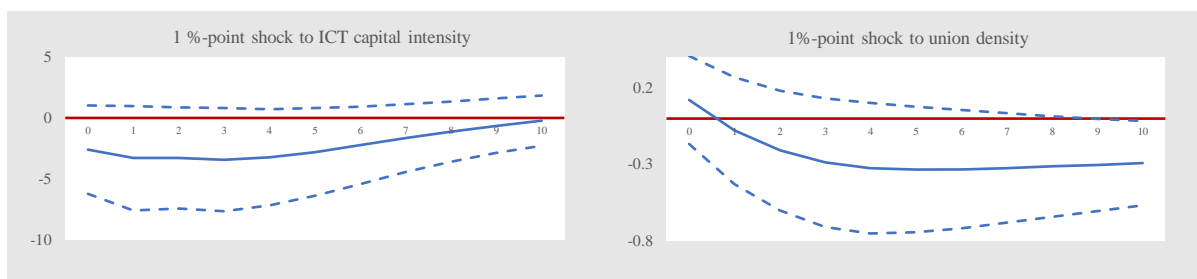 1 %-point shock to ICT capital intensity
5
0
-5
-10
0 1 2 3 4 5 6 7 8 9 10
1%-point shock to union density
0.2
-0.3
-0.8
0 1 2 3 4 5 6 7 8 9 10